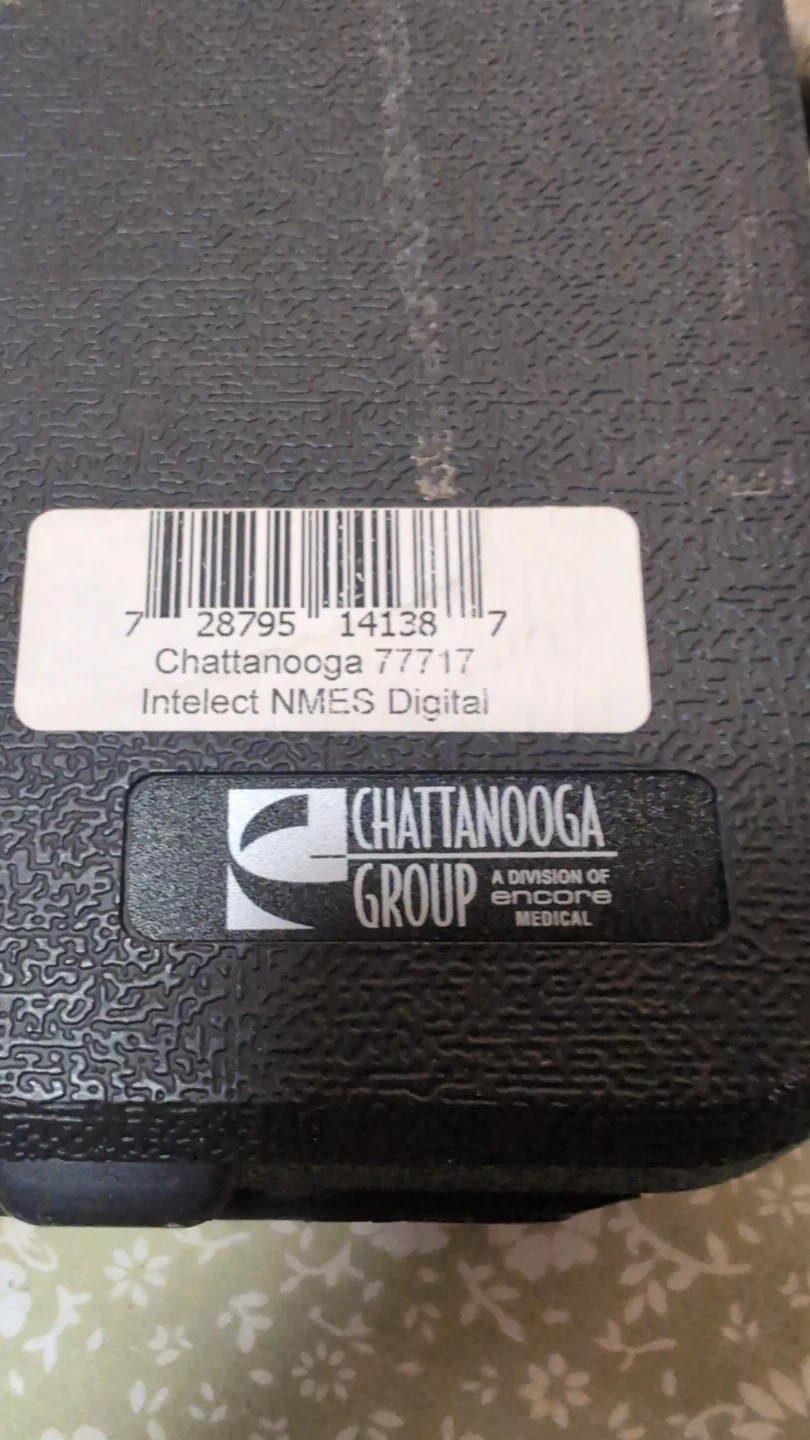 7 28795 14138 7
Chattanooga 77717
Intelect NMES Digital
CHATTANOOGA
GROUP A DIVISION OF
encore
MEDICAL